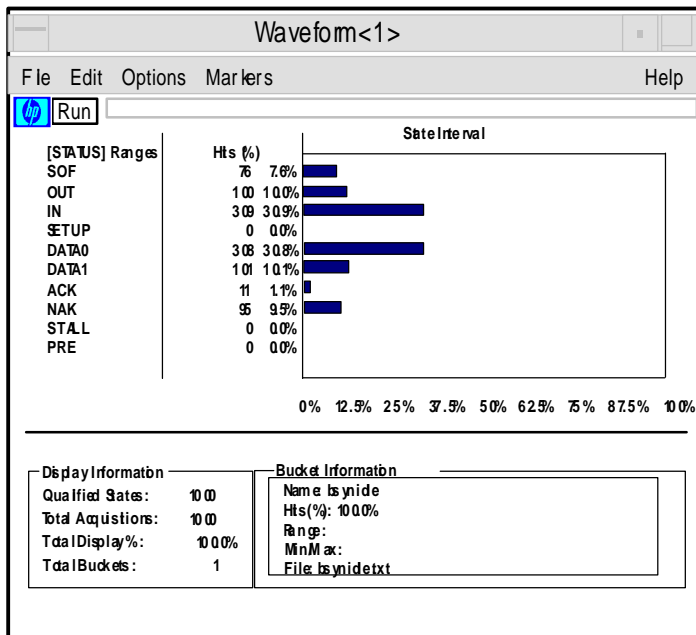 Waveform<1>
File Edit Options Markers Help
hp Run
State Interval
[STATUS] Ranges Hits (%)
SOF 76 7.6%
OUT 100 10.0%
IN 309 30.9%
SETUP 0 0.0%
DATA0 308 30.8%
DATA1 101 10.1%
ACK 11 1.1%
NAK 95 9.5%
STALL 0 0.0%
PRE 0 0.0%
0% 12.5% 25% 37.5% 50% 62.5% 75% 87.5% 100%
Display Information
Qualified States: 1000
Total Acquistions: 1000
Total Display%: 100.0%
Total Buckets: 1
Bucket Information
Name: bsynidle
Hits(%): 100.0%
Range:
Min/Max:
File: bsynidle.txt